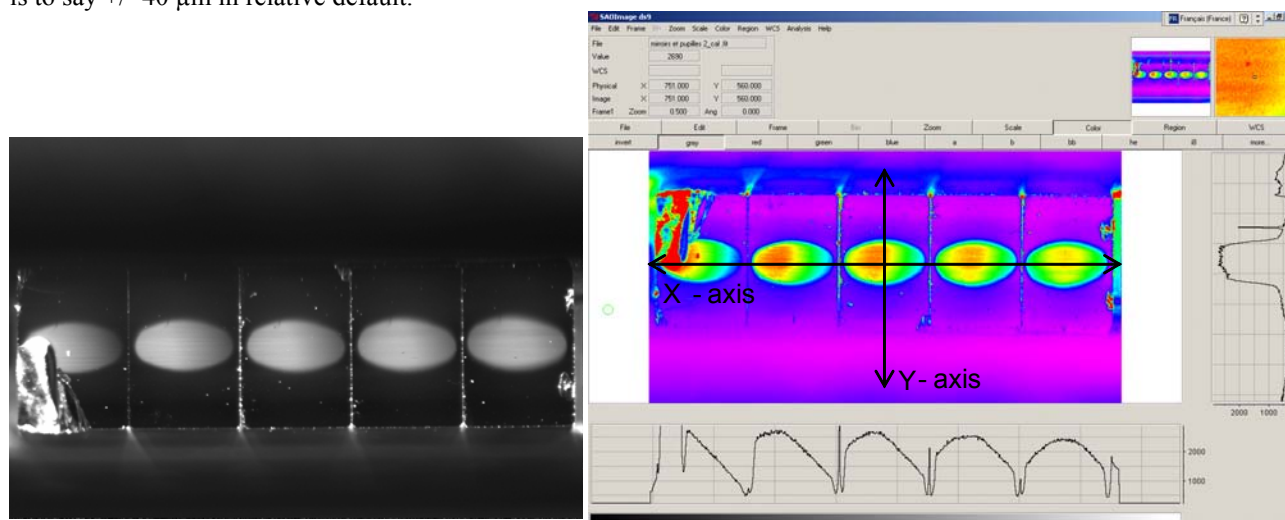 is to say +/- 40 µm in relative default.
SAOImage ds9
Français (France)
File Edit Frame Bin Zoom Scale Color Region WCS Analysis Help
File
Value 2690
WCS
Physical X 751.000 Y 560.000
Image X 751.000 Y 560.000
Frame1 Zoom 0.500 Ang 0.000
File Edit Frame Bin Zoom Scale Color Region WCS
invert grey red green blue a b bb he i8 more...
X - axis
Y - axis
2000 1000
2000
1000